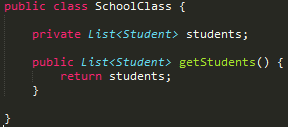 public class SchoolClass {
private List<Student> students;
public List<Student> getStudents() {
return students;
}
}